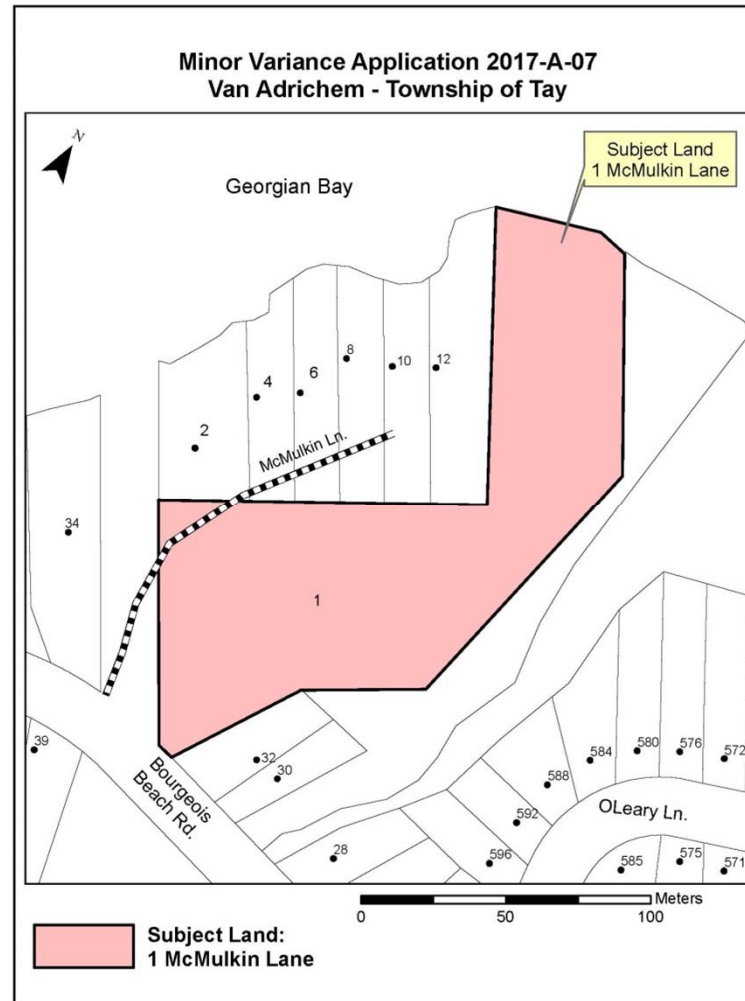 Minor Variance Application 2017-A-07
Van Adrichem - Township of Tay
N
Subject Land
1 McMulkin Lane
Georgian Bay
8
10
12
4
6
2
McMulkin Ln.
34
1
39
32
30
Bourgeois
Beach Rd.
28
584
580
576
572
588
592
596
OLeary Ln.
585
575
571
Meters
0
50
100
Subject Land:
1 McMulkin Lane